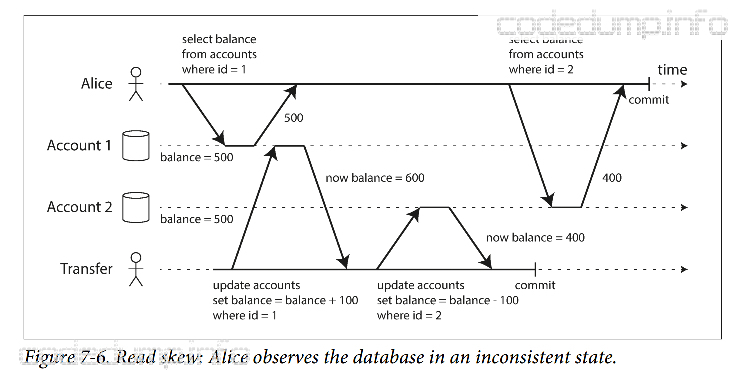 codedump.info
select balance
from accounts
where id = 1
select balance
from accounts
where id = 2
time
Alice
commit
500
Account 1
balance = 500
now balance = 600
400
Account 2
balance = 500
now balance = 400
Transfer
update accounts
set balance = balance + 100
where id = 1
update accounts
set balance = balance - 100
where id = 2
commit
Figure 7-6. Read skew: Alice observes the database in an inconsistent state.
codedump.info